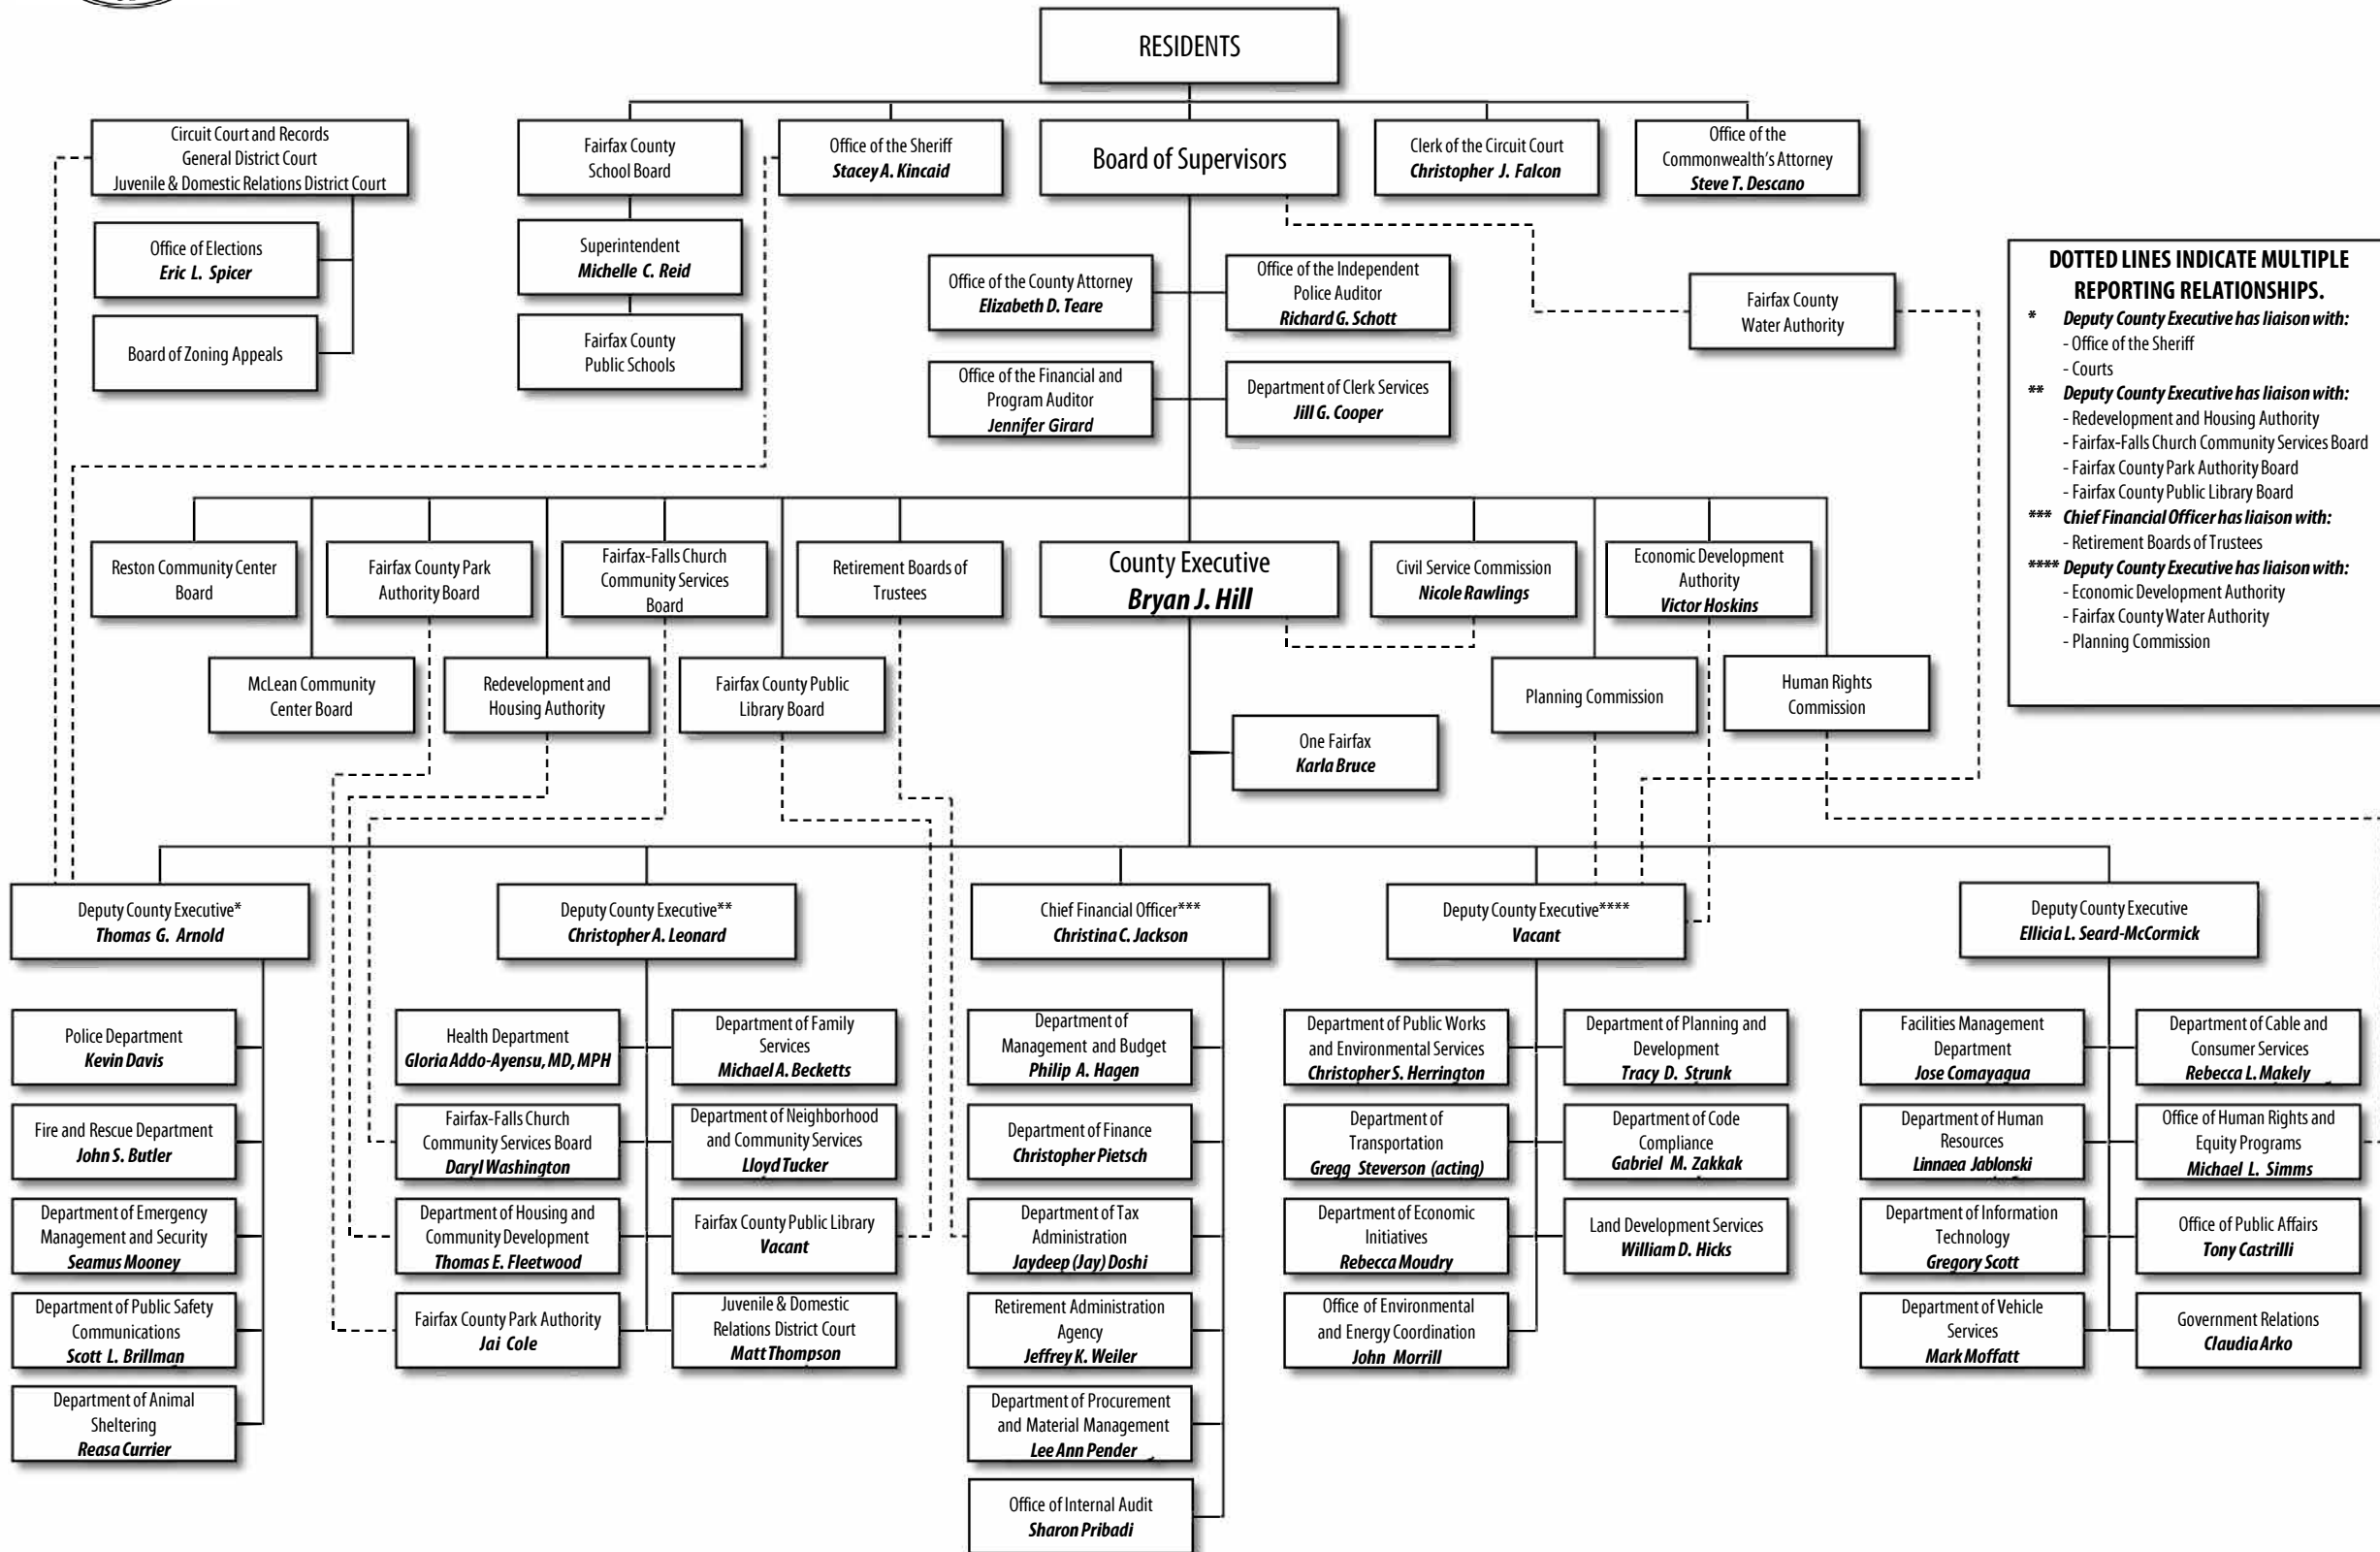 RESIDENTS
Circuit Court and Records
General District Court
Juvenile & Domestic Relations District Court
Fairfax County
School Board
Office of the Sheriff
Stacey A. Kincaid
Board of Supervisors
Clerk of the Circuit Court
Christopher J. Falcon
Office of the
Commonwealth's Attorney
Steve T. Descano
Office of Elections
Eric L. Spicer
Board of Zoning Appeals
Superintendent
Michelle C. Reid
Fairfax County
Public Schools
Office of the County Attorney
Elizabeth D. Teare
Office of the Independent
Police Auditor
Richard G. Schott
Office of the Financial and
Program Auditor
Jennifer Girard
Department of Clerk Services
Jill G. Cooper
Fairfax County
Water Authority
DOTTED LINES INDICATE MULTIPLE
REPORTING RELATIONSHIPS.
* Deputy County Executive has liaison with:
- Office of the Sheriff
- Courts
** Deputy County Executive has liaison with:
- Redevelopment and Housing Authority
- Fairfax-Falls Church Community Services Board
- Fairfax County Park Authority Board
- Fairfax County Public Library Board
*** Chief Financial Officer has liaison with:
- Retirement Boards of Trustees
**** Deputy County Executive has liaison with:
- Economic Development Authority
- Fairfax County Water Authority
- Planning Commission
Reston Community Center
Board
Fairfax County Park
Authority Board
Fairfax-Falls Church
Community Services
Board
Retirement Boards of
Trustees
County Executive
Bryan J. Hill
Civil Service Commission
Nicole Rawlings
Economic Development
Authority
Victor Hoskins
McLean Community
Center Board
Redevelopment and
Housing Authority
Fairfax County Public
Library Board
Planning Commission
Human Rights
Commission
One Fairfax
Karla Bruce
Deputy County Executive*
Thomas G. Arnold
Deputy County Executive**
Christopher A. Leonard
Chief Financial Officer***
Christina C. Jackson
Deputy County Executive****
Vacant
Deputy County Executive
Ellicia L. Seard-McCormick
Police Department
Kevin Davis
Fire and Rescue Department
John S. Butler
Department of Emergency
Management and Security
Seamus Mooney
Department of Public Safety
Communications
Scott L. Brillman
Department of Animal
Sheltering
Reasa Currier
Health Department
Gloria Addo-Ayensu, MD, MPH
Department of Family
Services
Michael A. Becketts
Fairfax-Falls Church
Community Services Board
Daryl Washington
Department of Neighborhood
and Community Services
Lloyd Tucker
Department of Housing and
Community Development
Thomas E. Fleetwood
Fairfax County Public Library
Vacant
Fairfax County Park Authority
Jai Cole
Juvenile & Domestic
Relations District Court
Matt Thompson
Department of
Management and Budget
Philip A. Hagen
Department of Finance
Christopher Pietsch
Department of Tax
Administration
Jaydeep (Jay) Doshi
Retirement Administration
Agency
Jeffrey K. Weiler
Department of Procurement
and Material Management
Lee Ann Pender
Office of Internal Audit
Sharon Pribadi
Department of Public Works
and Environmental Services
Christopher S. Herrington
Department of Planning and
Development
Tracy D. Strunk
Department of
Transportation
Gregg Steverson (acting)
Department of Code
Compliance
Gabriel M. Zakkak
Department of Economic
Initiatives
Rebecca Moudry
Land Development Services
William D. Hicks
Office of Environmental
and Energy Coordination
John Morrill
Facilities Management
Department
Jose Comayagua
Department of Cable and
Consumer Services
Rebecca L. Makely
Department of Human
Resources
Linnaea Jablonski
Office of Human Rights and
Equity Programs
Michael L. Simms
Department of Information
Technology
Gregory Scott
Office of Public Affairs
Tony Castrilli
Department of Vehicle
Services
Mark Moffatt
Government Relations
Claudia Arko